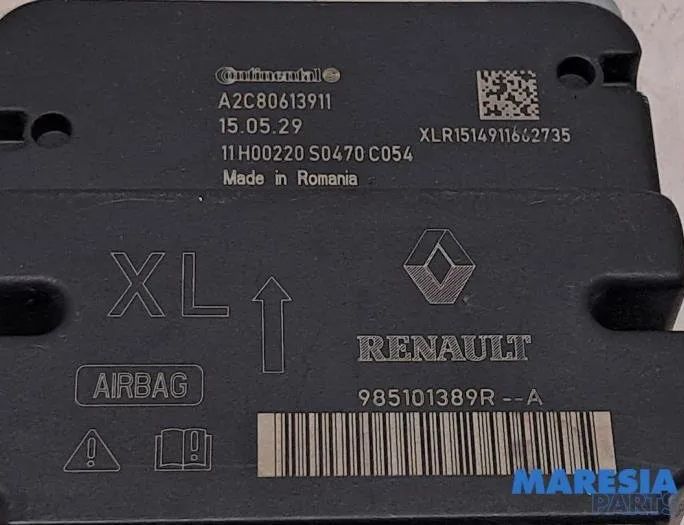 Continental
A2C80613911
15.05.29
XLR1514911662735
11H00220 S0470 C054
Made in Romania
XL
RENAULT
AIRBAG
985101389R--A
MARESIA
PARTS